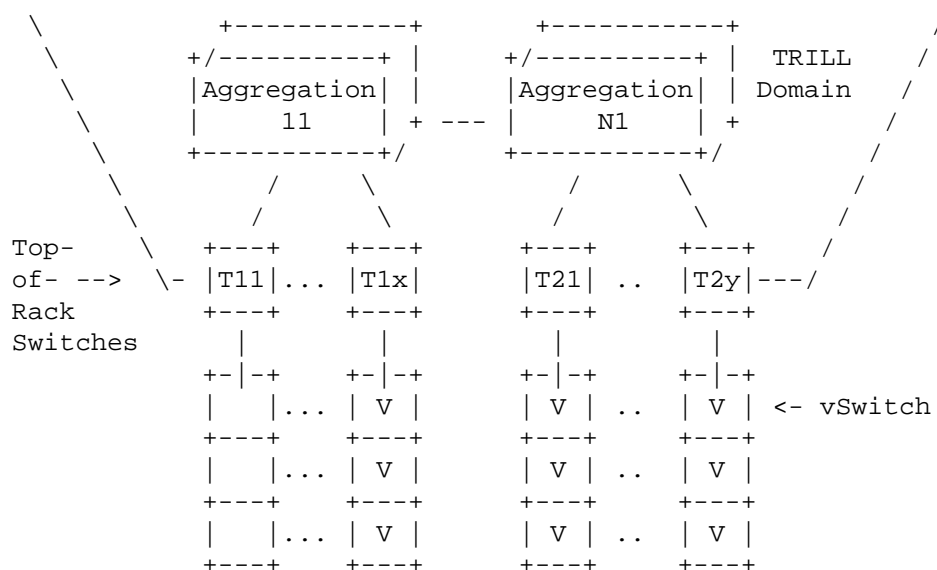 TRILL
Aggregation Aggregation Domain
11 N1
Top-
of- --> T11 ... T1x T21 .. T2y
Rack
Switches
... V V .. V <- vSwitch
... V V .. V
... V V .. V